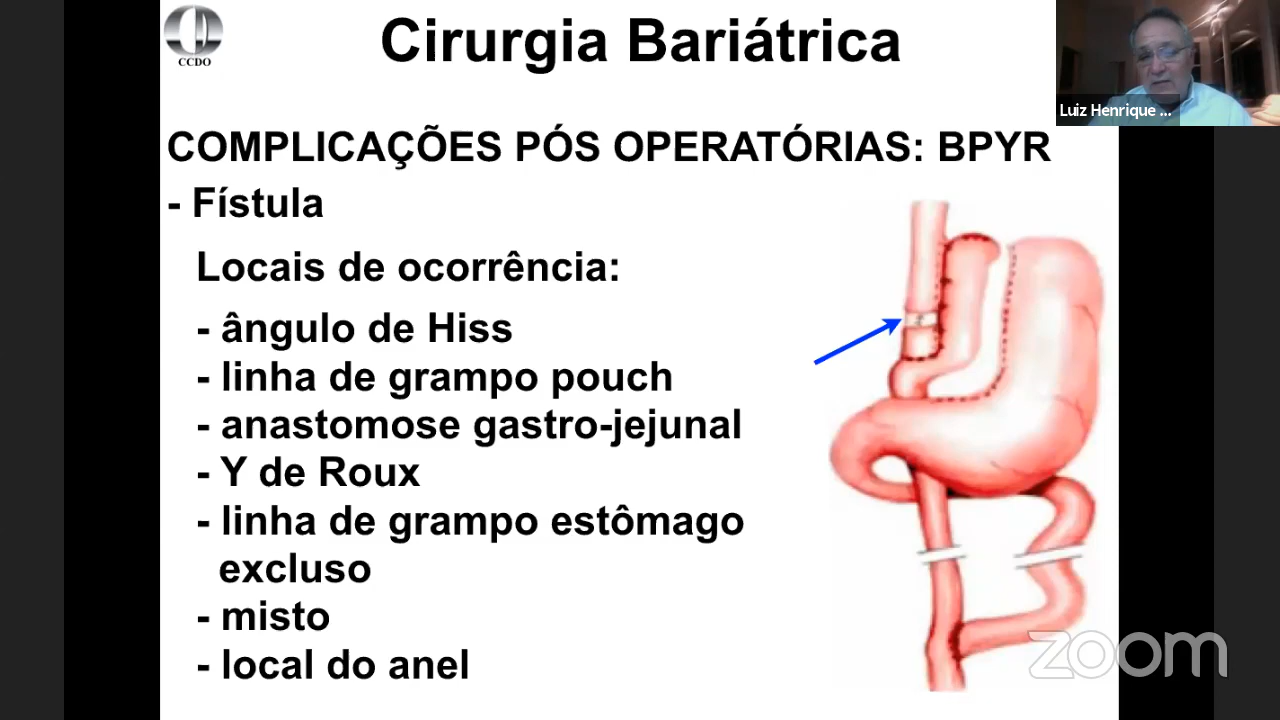 CCDO
Cirurgia Bariátrica
Luiz Henrique ...
COMPLICAÇÕES PÓS OPERATÓRIAS: BPYR
- Fístula
Locais de ocorrência:
- ângulo de Hiss
- linha de grampo pouch
- anastomose gastro-jejunal
- Y de Roux
- linha de grampo estômago
excluso
- misto
- local do anel
zoom